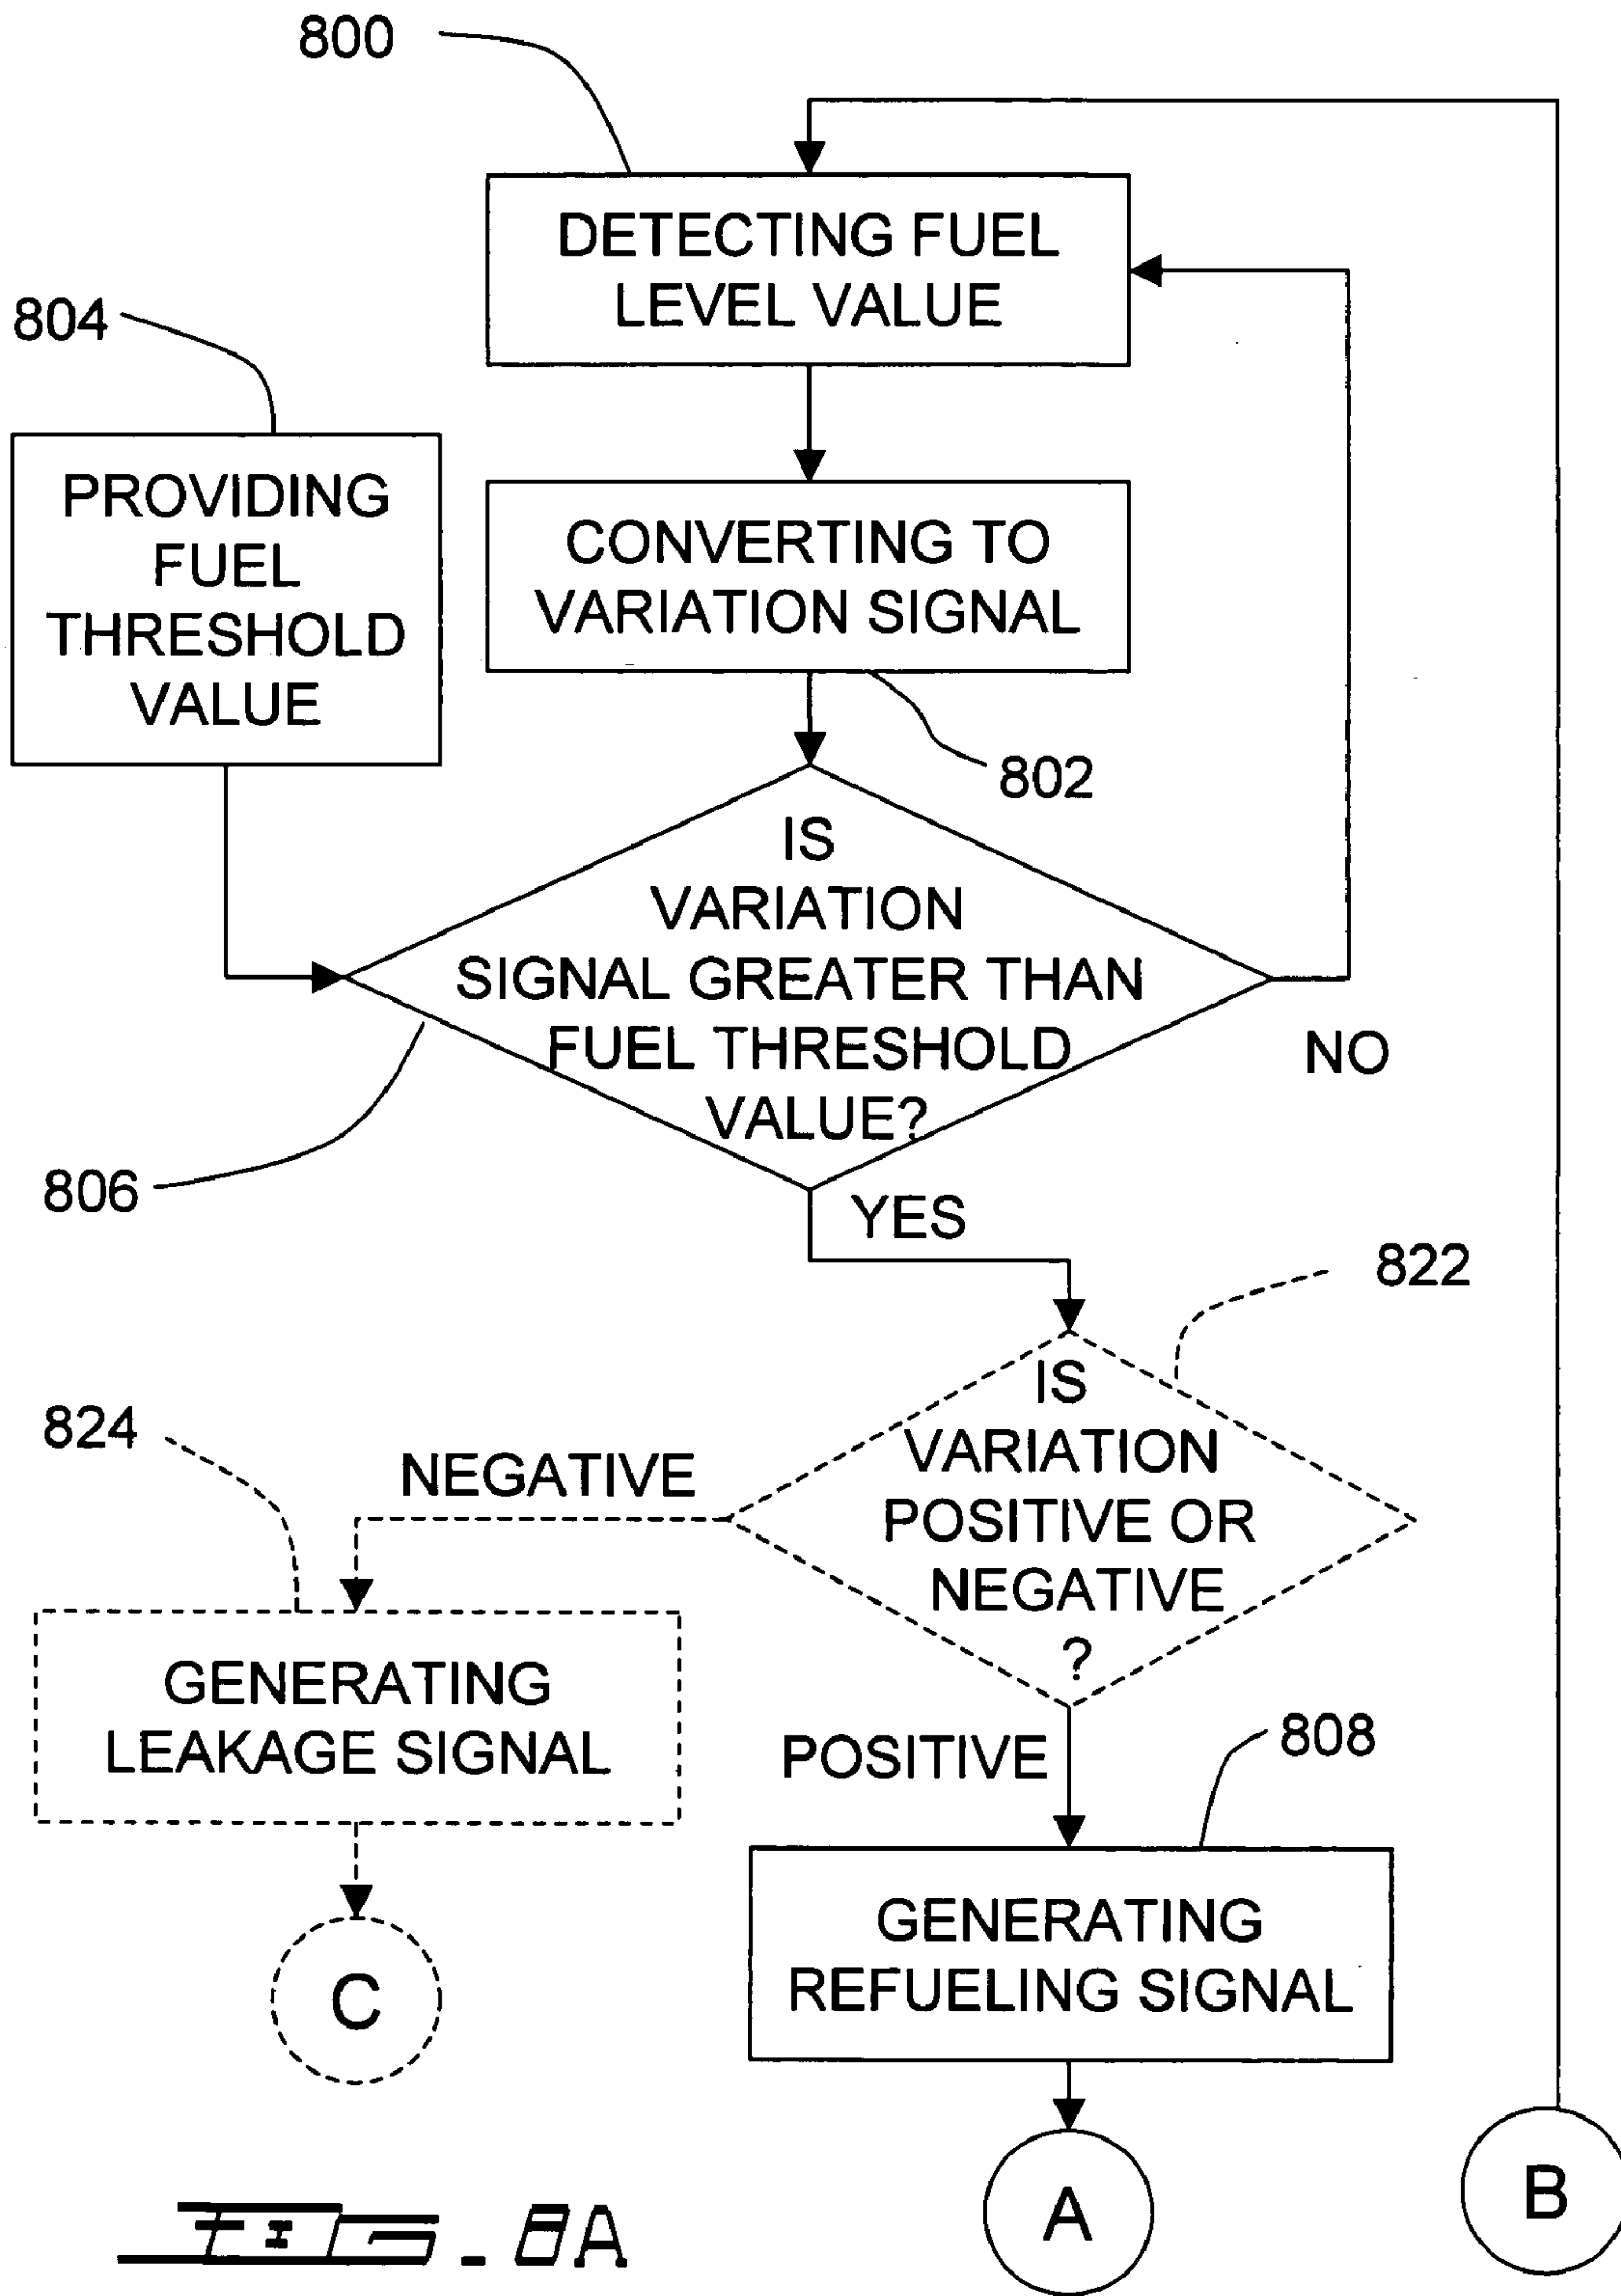 800
DETECTING FUEL
LEVEL VALUE
804
PROVIDING
FUEL
THRESHOLD
VALUE
CONVERTING TO
VARIATION SIGNAL
802
IS
VARIATION
SIGNAL GREATER THAN
FUEL THRESHOLD
VALUE?
NO
806
YES
822
IS
VARIATION
POSITIVE OR
NEGATIVE
?
824
NEGATIVE
GENERATING
LEAKAGE SIGNAL
POSITIVE
808
GENERATING
REFUELING SIGNAL
C
A
B
FIG-8A